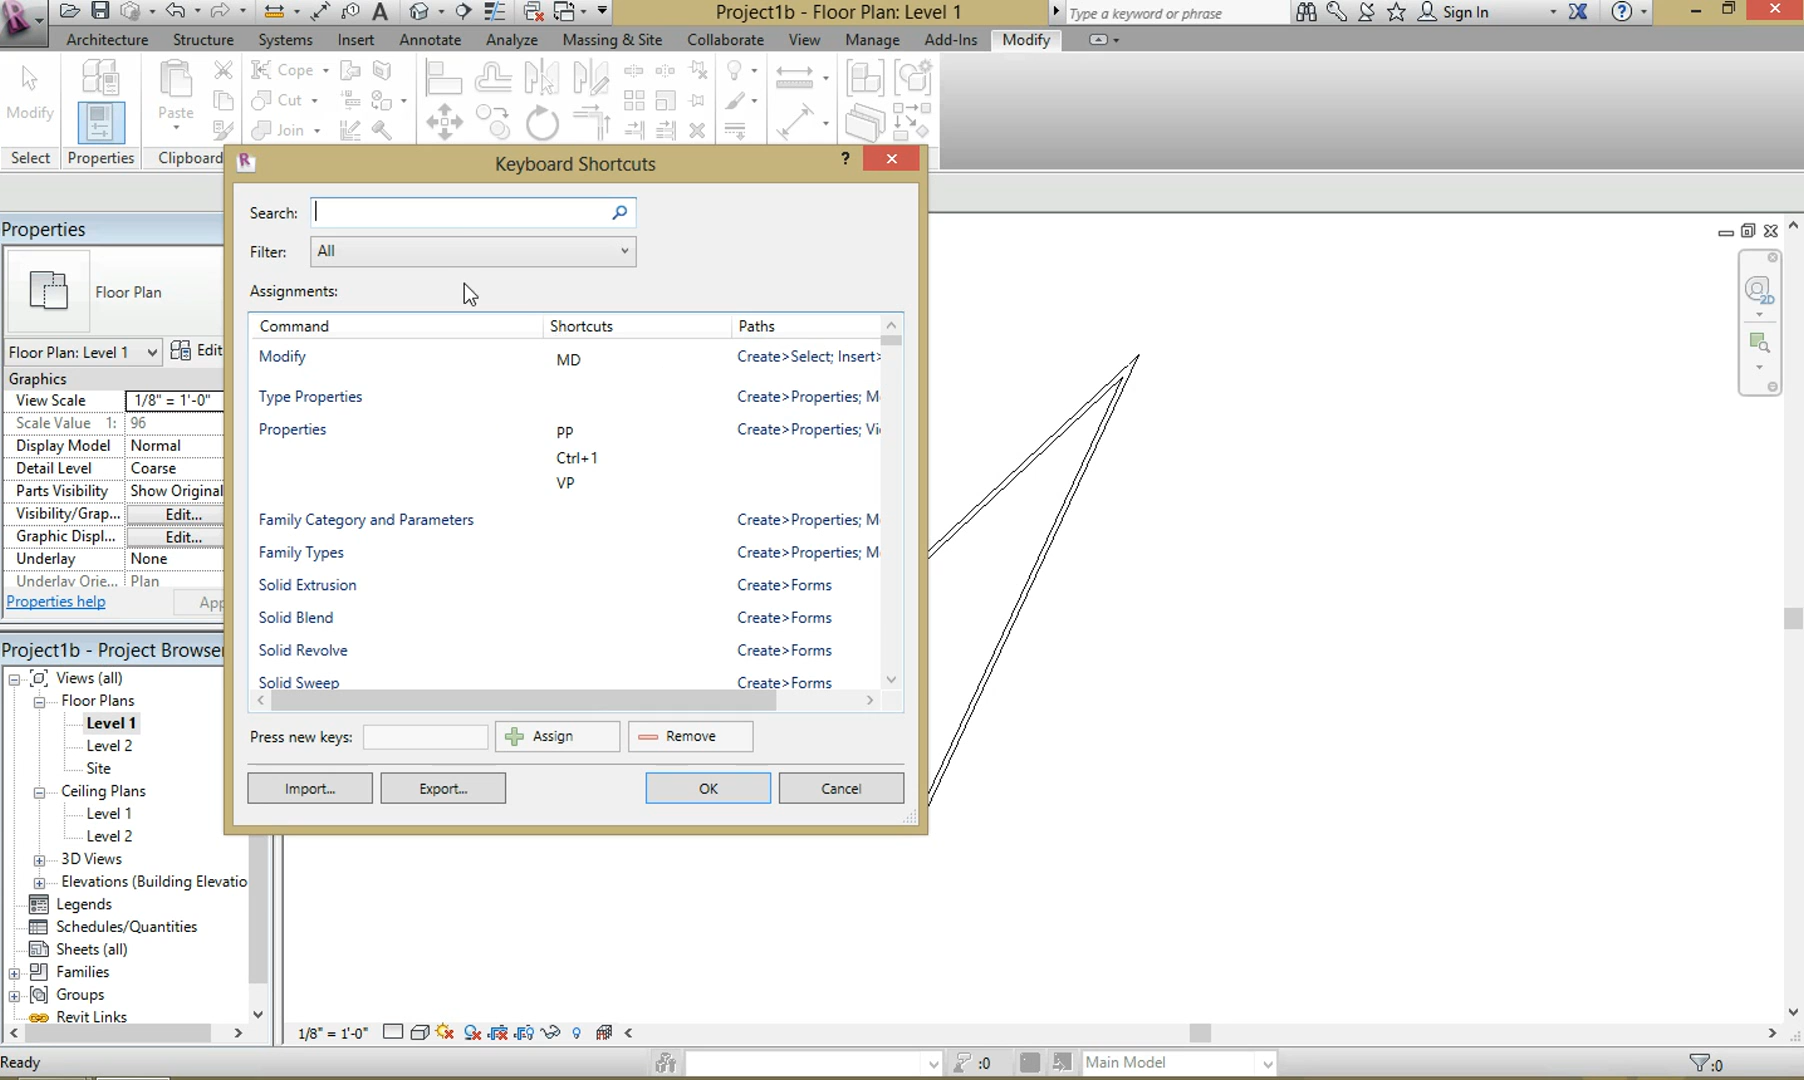 Project1b - Floor Plan: Level 1
Type a keyword or phrase
Sign In
Architecture Structure Systems Insert Annotate Analyze Massing & Site Collaborate View Manage Add-Ins Modify
Modify
Paste
Cope
Cut
Join
Select Properties Clipboard
Keyboard Shortcuts
Search:
Filter: All
Assignments:
Command Shortcuts Paths
Modify MD Create>Select; Insert>
Type Properties Create>Properties; M
Properties PP Create>Properties; Vi
Ctrl+1
VP
Family Category and Parameters Create>Properties; M
Family Types Create>Properties; M
Solid Extrusion Create>Forms
Solid Blend Create>Forms
Solid Revolve Create>Forms
Solid Sweep Create>Forms
Press new keys: Assign Remove
Import... Export... OK Cancel
Properties
Floor Plan
Floor Plan: Level 1 Edit
Graphics
View Scale 1/8" = 1'-0"
Scale Value 1: 96
Display Model Normal
Detail Level Coarse
Parts Visibility Show Original
Visibility/Grap... Edit...
Graphic Displ... Edit...
Underlay None
Underlay Orie... Plan
Properties help App
Project1b - Project Browser
Views (all)
Floor Plans
Level 1
Level 2
Site
Ceiling Plans
Level 1
Level 2
3D Views
Elevations (Building Elevatio
Legends
Schedules/Quantities
Sheets (all)
Families
Groups
Revit Links
1/8" = 1'-0"
Ready
:0
Main Model
:0
2D